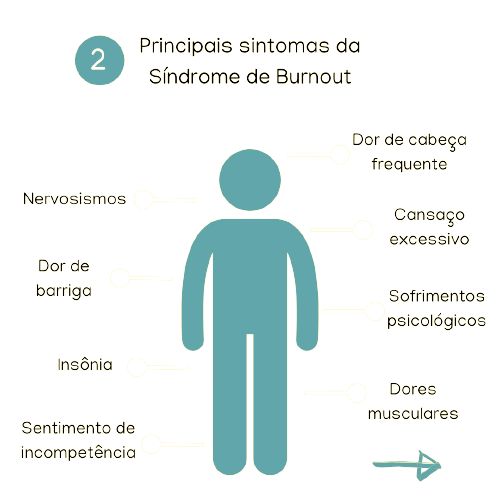 2
Principais sintomas da
Síndrome de Burnout
Dor de cabeça
frequente
Nervosismos
Cansaço
excessivo
Dor de
barriga
Sofrimentos
psicológicos
Insônia
Dores
musculares
Sentimento de
incompetência